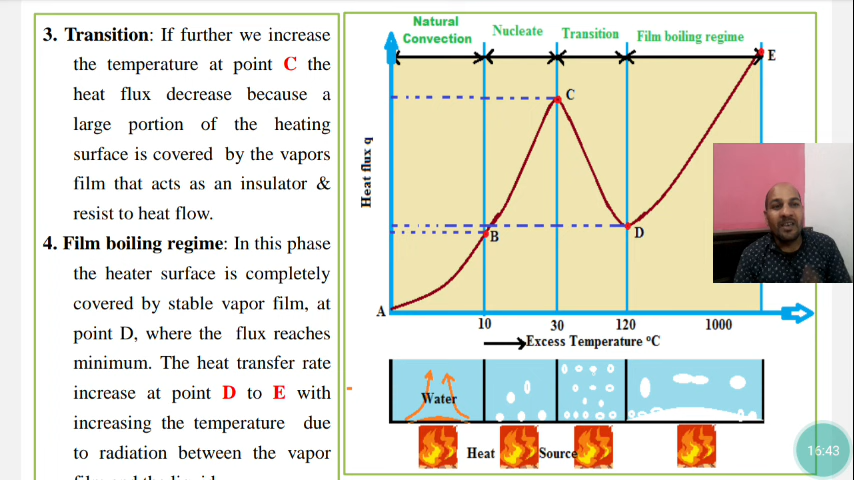 3. Transition: If further we increase
the temperature at point C the
heat flux decrease because a
large portion of the heating
surface is covered by the vapors
film that acts as an insulator &
resist to heat flow.
4. Film boiling regime: In this phase
the heater surface is completely
covered by stable vapor film, at
point D, where the flux reaches
minimum. The heat transfer rate
increase at point D to E with
increasing the temperature due
to radiation between the vapor
Natural
Convection
Nucleate
Transition
Film boiling regime
E
C
Heat flux q
B
D
A
10 30 120 1000
Excess Temperature ºC
Water
Heat Source
16:43